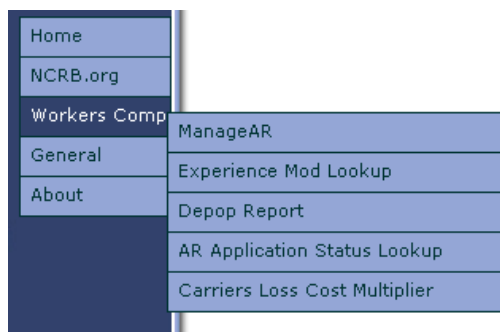 Home
NCRB.org
Workers Comp
General
About
ManageAR
Experience Mod Lookup
Depop Report
AR Application Status Lookup
Carriers Loss Cost Multiplier